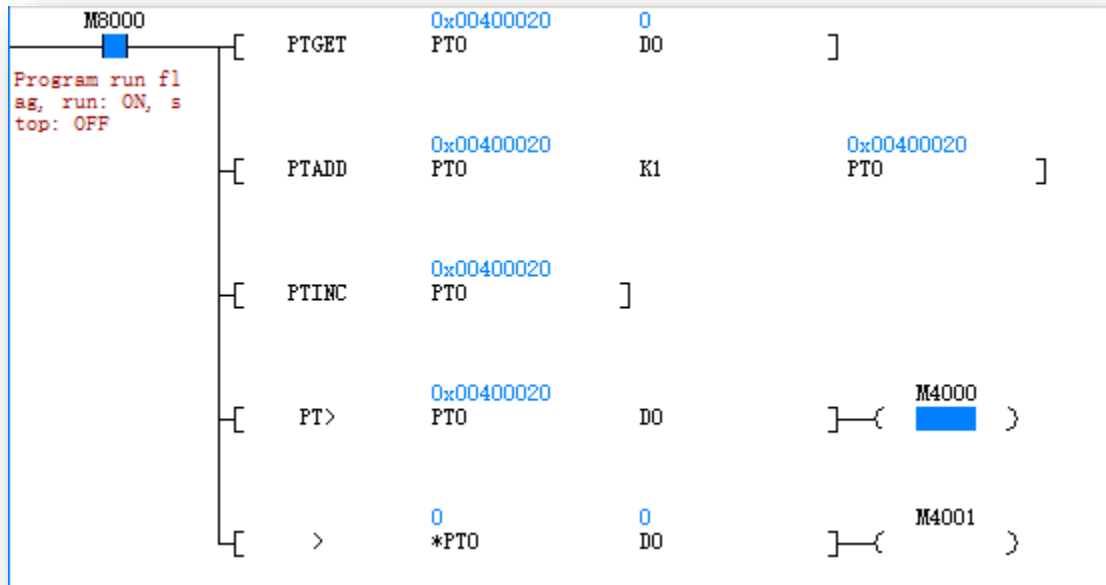 M8000
0x00400020 0
[ PTGET PT0 D0 ]
Program run fl
ag, run: ON, s
top: OFF
0x00400020 0x00400020
[ PTADD PT0 K1 PT0 ]
0x00400020
[ PTINC PT0 ]
0x00400020 M4000
[ PT> PT0 D0 ] ( )
0 0 M4001
[ > *PT0 D0 ] ( )